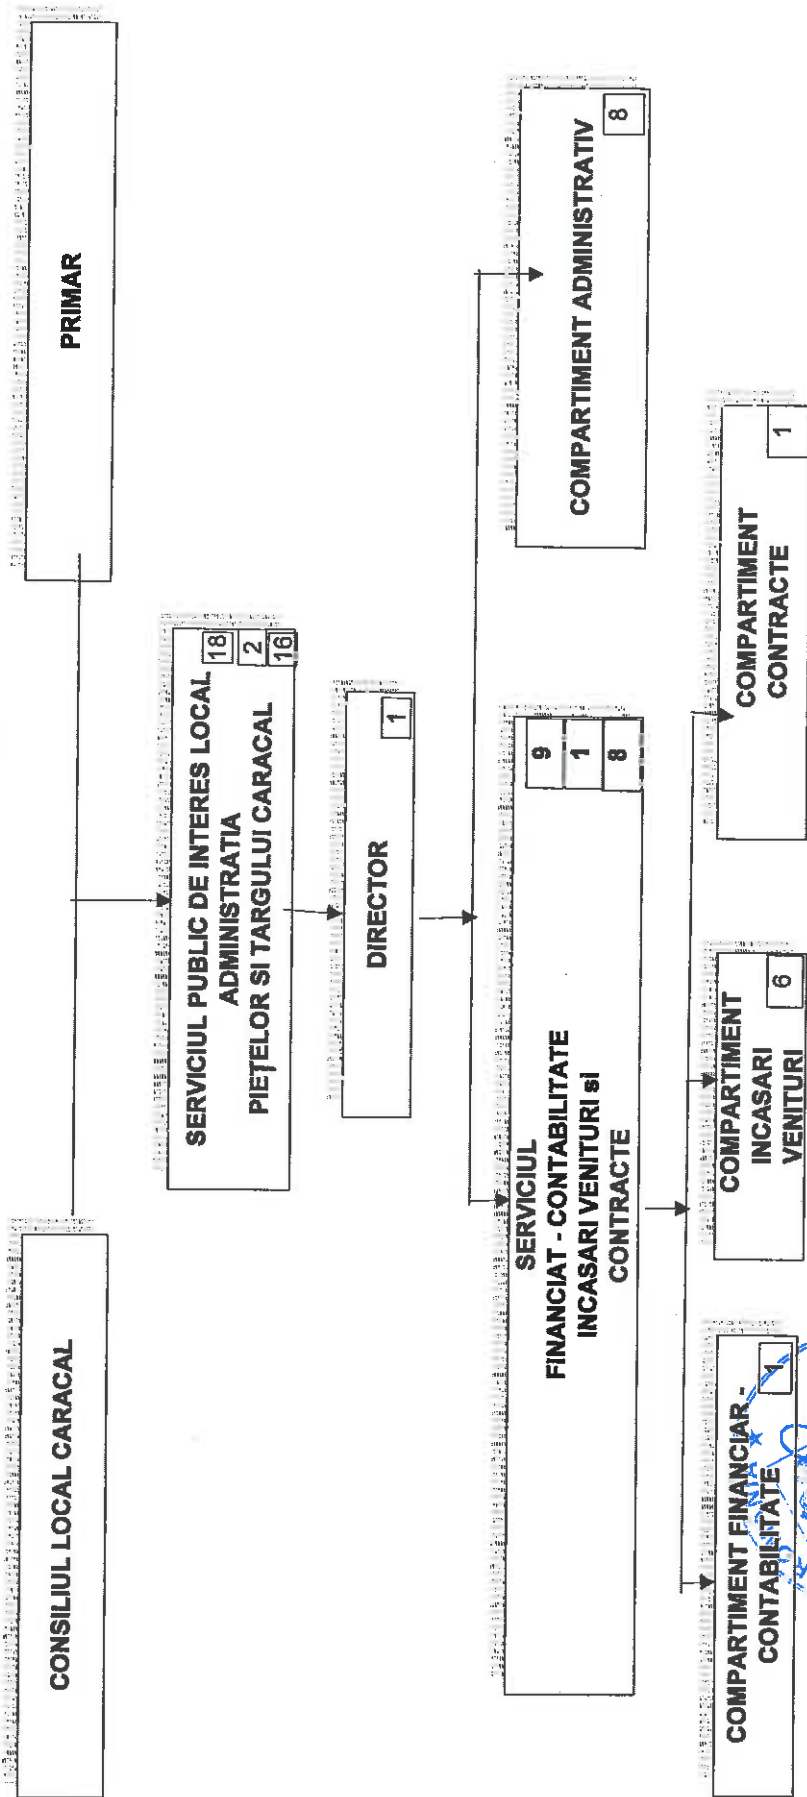 CONSILIUL LOCAL CARACAL
PRIMAR
SERVICIUL PUBLIC DE INTERES LOCAL
ADMINISTRATIA
PIEȚELOR SI TARGULUI CARACAL
18
2
16
DIRECTOR
1
SERVICIUL
FINANCIAT - CONTABILITATE
INCASARI VENITURI sI
CONTRACTE
9
1
8
COMPARTIMENT ADMINISTRATIV
8
COMPARTIMENT FINANCIAR -
CONTABILITATE
1
COMPARTIMENT
INCASARI
VENITURI
6
COMPARTIMENT
CONTRACTE
1